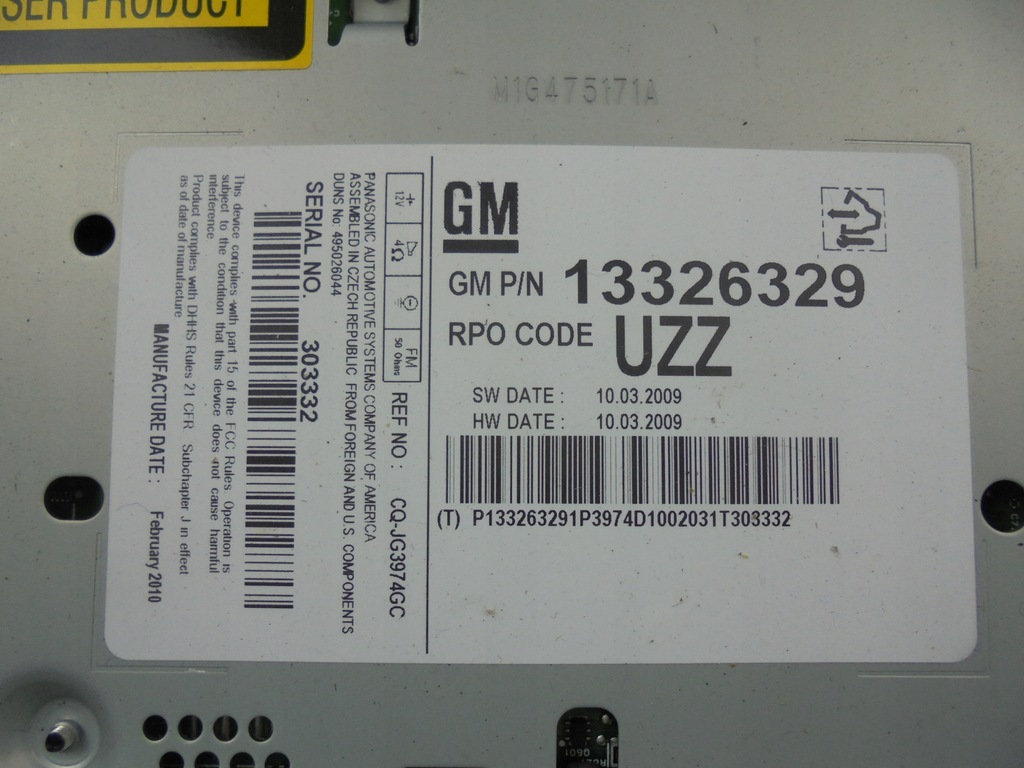 LASER PRODUCT
M1G475171A
GM
GM P/N 13326329
RPO CODE UZZ
SW DATE : 10.03.2009
HW DATE : 10.03.2009
(T) P133263291P3974D1002031T303332
+ 12V
4Ω
FM 50 Ohms
REF NO : CQ-JG3974GC
PANASONIC AUTOMOTIVE SYSTEMS COMPANY OF AMERICA
ASSEMBLED IN CZECH REPUBLIC FROM FOREIGN AND U.S. COMPONENTS
DUNS No: 495026044
SERIAL NO. 303332
This device complies with part 15 of the FCC Rules. Operation is
subject to the condition that this device does not cause harmful
interference
Product complies with DHHS Rules 21 CFR Subchapter J in effect
as of date of manufacture
MANUFACTURE DATE : February 2010
Q601